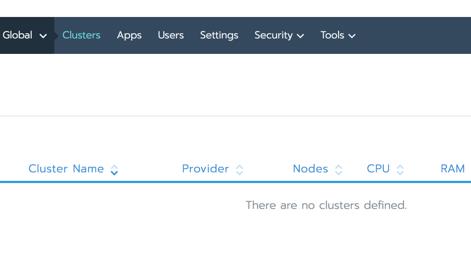 Global Clusters Apps Users Settings Security Tools
Cluster Name Provider Nodes CPU RAM
There are no clusters defined.